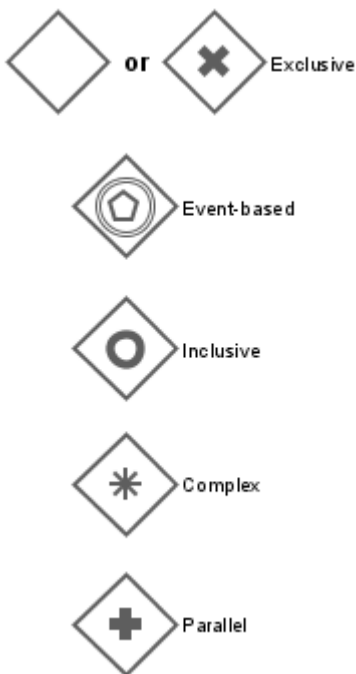 or Exclusive
Event-based
Inclusive
Complex
Parallel